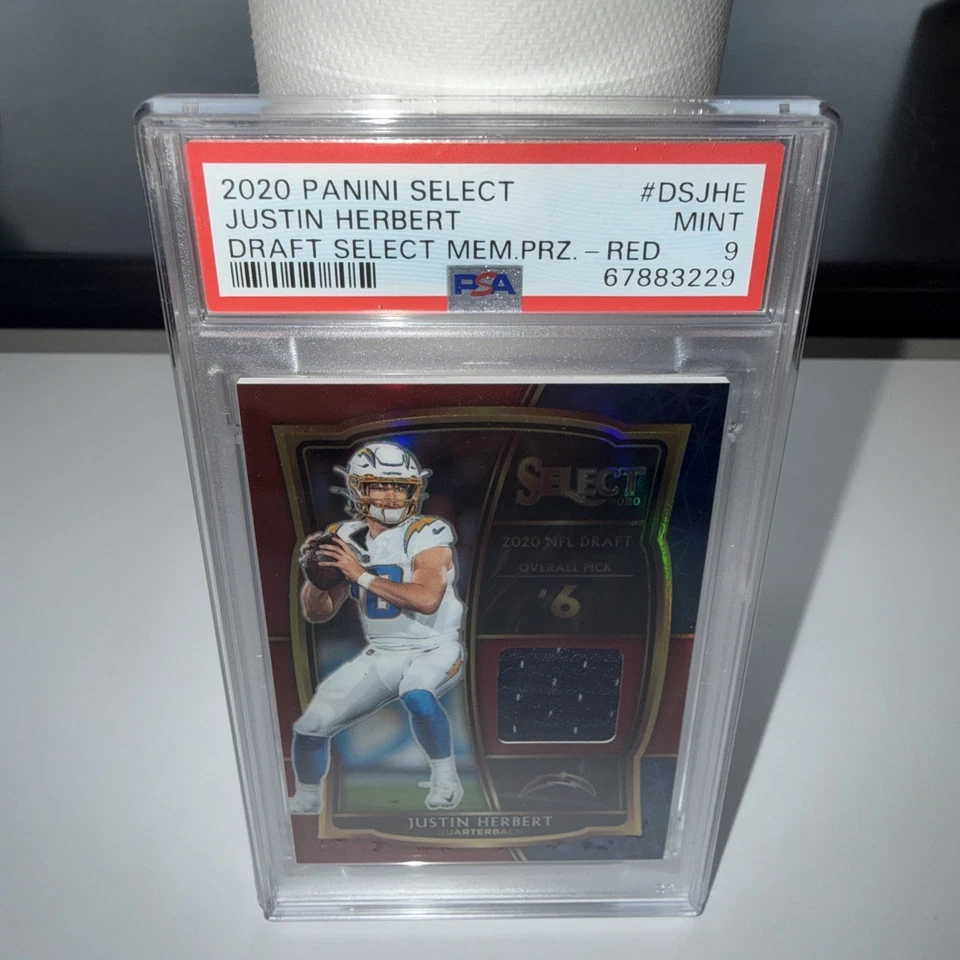 2020 PANINI SELECT #DSJHE
JUSTIN HERBERT MINT
DRAFT SELECT MEM.PRZ. - RED 9
PSA 67883229
SELECT
2020
2020 NFL DRAFT
OVERALL PICK
#6
JUSTIN HERBERT
QUARTERBACK